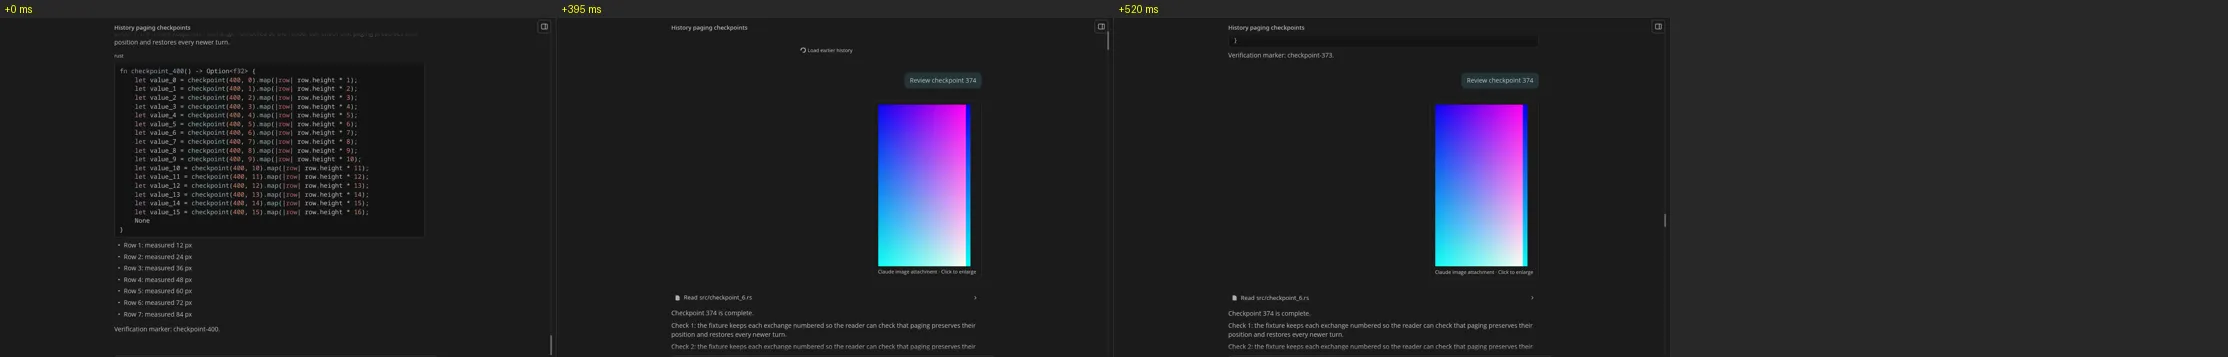 +0 ms
History paging checkpoints
position and restores every newer turn.
rust
fn checkpoint_400() -> Option<f32> {
let value_0 = checkpoint(400, 0).map(|row| row.height * 1);
let value_1 = checkpoint(400, 1).map(|row| row.height * 2);
let value_2 = checkpoint(400, 2).map(|row| row.height * 3);
let value_3 = checkpoint(400, 3).map(|row| row.height * 4);
let value_4 = checkpoint(400, 4).map(|row| row.height * 5);
let value_5 = checkpoint(400, 5).map(|row| row.height * 6);
let value_6 = checkpoint(400, 6).map(|row| row.height * 7);
let value_7 = checkpoint(400, 7).map(|row| row.height * 8);
let value_8 = checkpoint(400, 8).map(|row| row.height * 9);
let value_9 = checkpoint(400, 9).map(|row| row.height * 10);
let value_10 = checkpoint(400, 10).map(|row| row.height * 11);
let value_11 = checkpoint(400, 11).map(|row| row.height * 12);
let value_12 = checkpoint(400, 12).map(|row| row.height * 13);
let value_13 = checkpoint(400, 13).map(|row| row.height * 14);
let value_14 = checkpoint(400, 14).map(|row| row.height * 15);
let value_15 = checkpoint(400, 15).map(|row| row.height * 16);
None
}
• Row 1: measured 12 px
• Row 2: measured 24 px
• Row 3: measured 36 px
• Row 4: measured 48 px
• Row 5: measured 60 px
• Row 6: measured 72 px
• Row 7: measured 84 px
Verification marker: checkpoint-400.
+395 ms
History paging checkpoints
Load earlier history
Review checkpoint 374
Claude image attachment · Click to enlarge
Read src/checkpoint_6.rs
Checkpoint 374 is complete.
Check 1: the fixture keeps each exchange numbered so the reader can check that paging preserves their
position and restores every newer turn.
Check 2: the fixture keeps each exchange numbered so the reader can check that paging preserves their
+520 ms
History paging checkpoints
}
Verification marker: checkpoint-373.
Review checkpoint 374
Claude image attachment · Click to enlarge
Read src/checkpoint_6.rs
Checkpoint 374 is complete.
Check 1: the fixture keeps each exchange numbered so the reader can check that paging preserves their
position and restores every newer turn.
Check 2: the fixture keeps each exchange numbered so the reader can check that paging preserves their